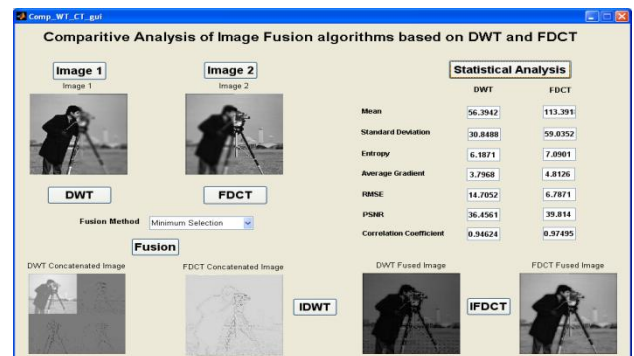 Comp_WT_CT_gui
Comparitive Analysis of Image Fusion algorithms based on DWT and FDCT
Image 1 Image 2 Statistical Analysis
Image 1 Image 2 DWT FDCT
Mean 56.3942 113.391
Standard Deviation 30.8488 59.0352
Entropy 6.1871 7.0901
Average Gradient 3.7968 4.8126
DWT FDCT RMSE 14.7052 6.7871
PSNR 36.4561 39.814
Fusion Method Minimum Selection
Correlation Coefficient 0.94624 0.97495
Fusion
DWT Concatenated Image FDCT Concatenated Image DWT Fused Image FDCT Fused Image
IDWT IFDCT